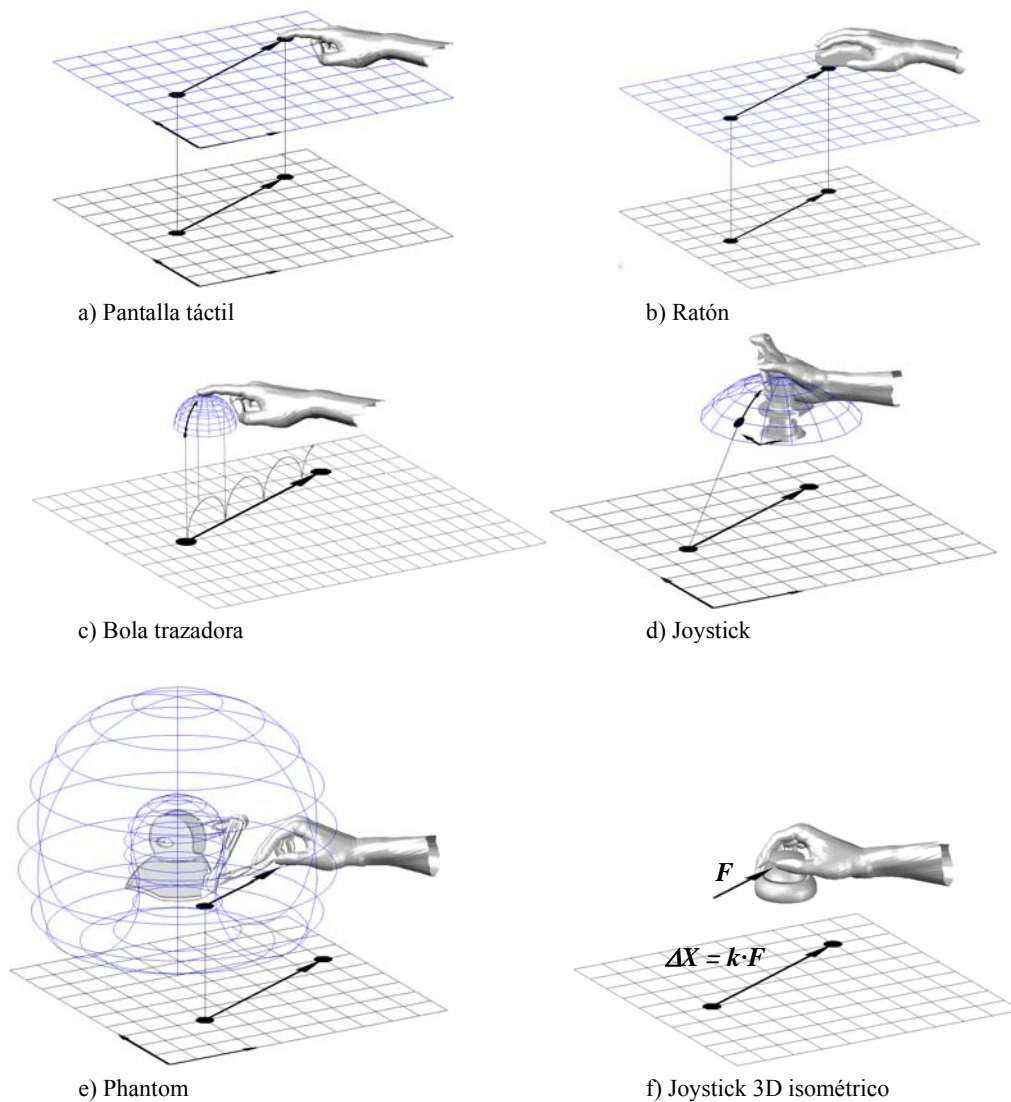 a) Pantalla táctil
b) Ratón
c) Bola trazadora
d) Joystick
F
ΔX = k·F
e) Phantom
f) Joystick 3D isométrico